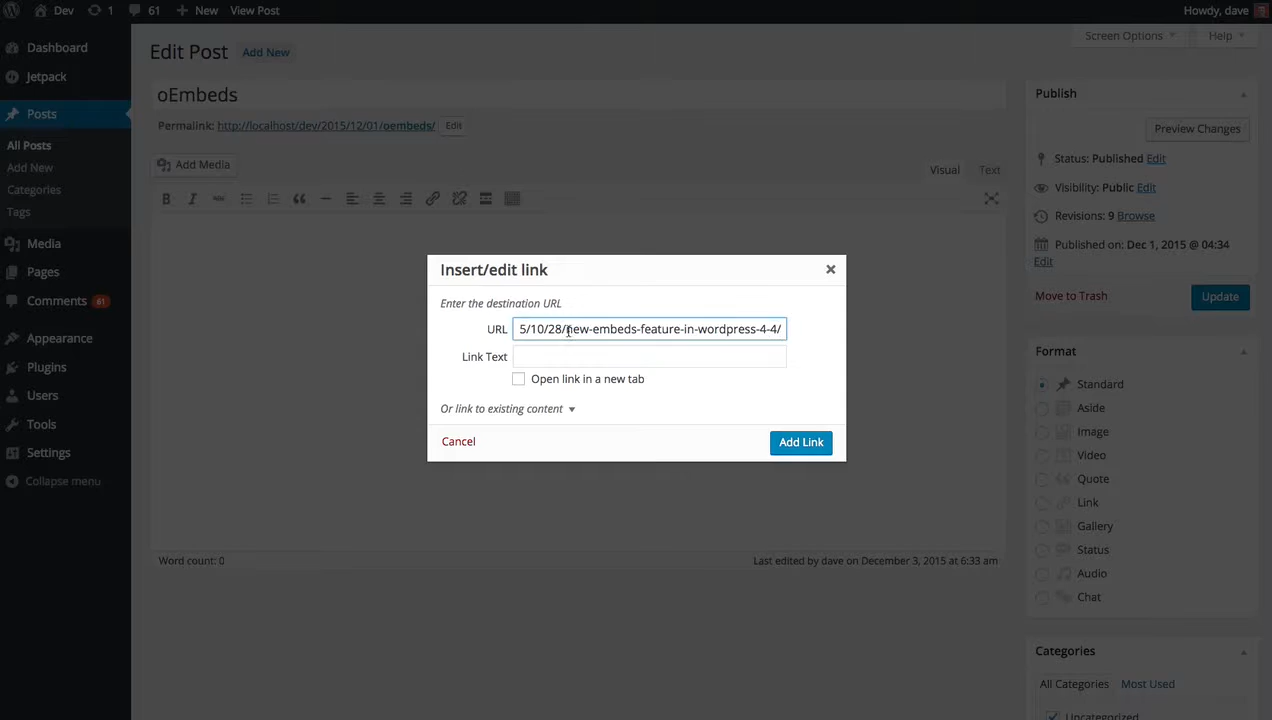 Dev 1 61 New View Post
Howdy, dave
Dashboard
Jetpack
Posts
All Posts
Add New
Categories
Tags
Media
Pages
Comments 61
Appearance
Plugins
Users
Tools
Settings
Collapse menu
Screen Options
Help
Edit Post Add New
oEmbeds
Permalink: http://localhost/dev/2015/12/01/oembeds/ Edit
Add Media
Visual Text
B I ABC
Word count: 0
Last edited by dave on December 3, 2015 at 6:33 am
Insert/edit link
Enter the destination URL
URL 5/10/28/new-embeds-feature-in-wordpress-4-4/
Link Text
Open link in a new tab
Or link to existing content
Cancel
Add Link
Publish
Preview Changes
Status: Published Edit
Visibility: Public Edit
Revisions: 9 Browse
Published on: Dec 1, 2015 @ 04:34
Edit
Move to Trash
Update
Format
Standard
Aside
Image
Video
Quote
Link
Gallery
Status
Audio
Chat
Categories
All Categories Most Used
Uncategorized